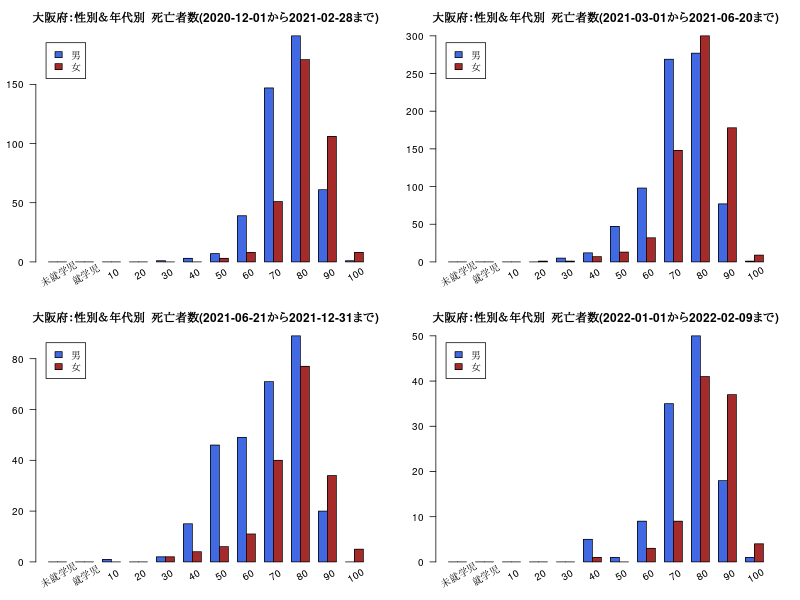 大阪府：性別＆年代別 死亡者数(2020-12-01から2021-02-28まで)
男
女
150
100
50
0
未就学児 就学児 10 20 30 40 50 60 70 80 90 100
大阪府：性別＆年代別 死亡者数(2021-03-01から2021-06-20まで)
男
女
300
250
200
150
100
50
0
未就学児 就学児 10 20 30 40 50 60 70 80 90 100
大阪府：性別＆年代別 死亡者数(2021-06-21から2021-12-31まで)
男
女
80
60
40
20
0
未就学児 就学児 10 20 30 40 50 60 70 80 90 100
大阪府：性別＆年代別 死亡者数(2022-01-01から2022-02-09まで)
男
女
50
40
30
20
10
0
未就学児 就学児 10 20 30 40 50 60 70 80 90 100